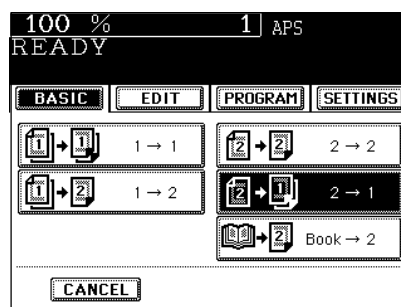 100 % 1 APS
READY
BASIC EDIT PROGRAM SETTINGS
1 → 1 2 → 2
1 → 2 2 → 1
Book → 2
CANCEL